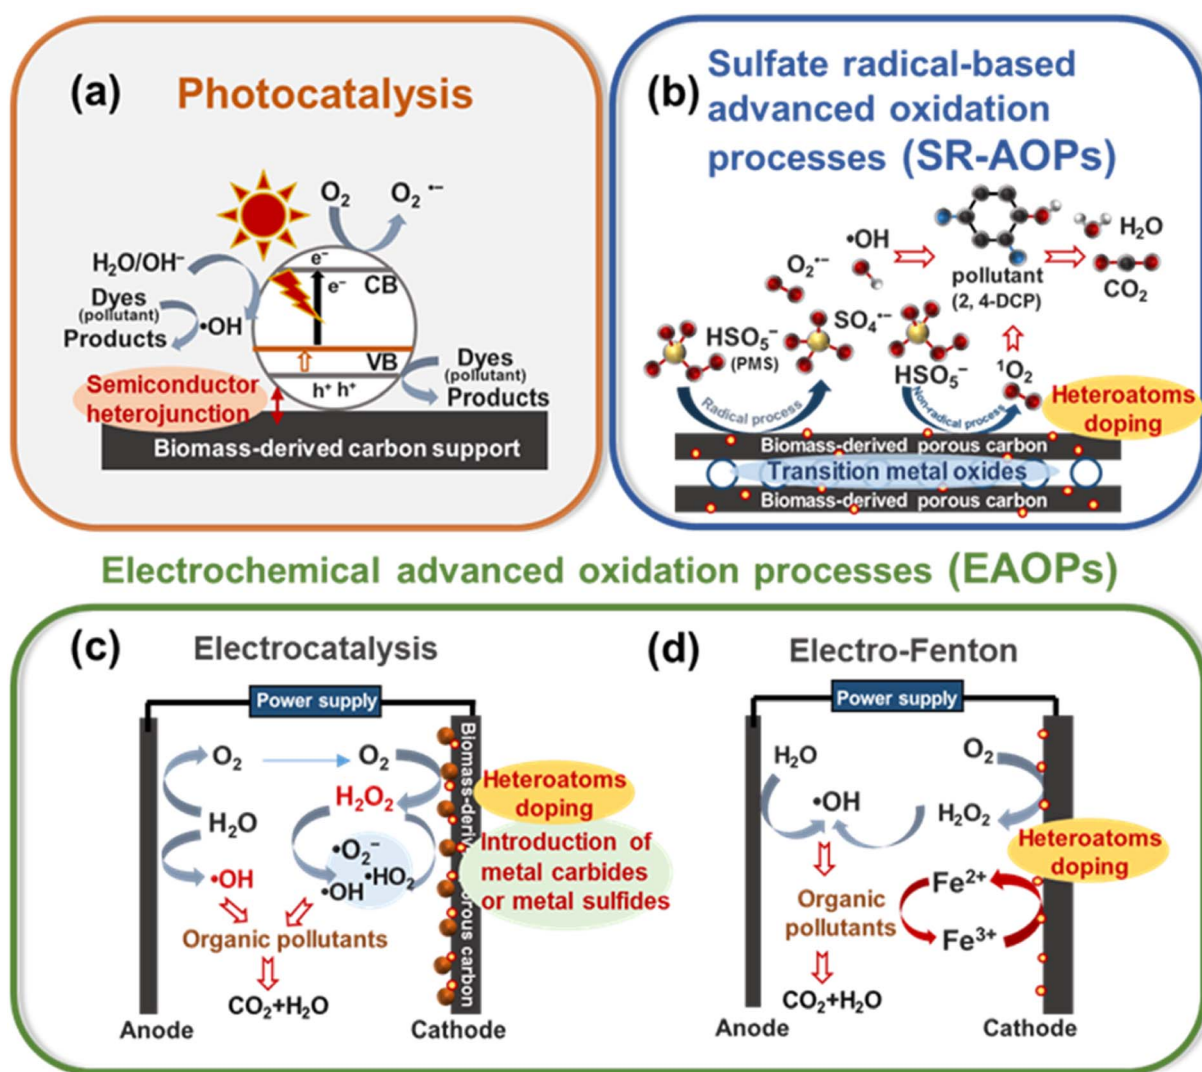 (a)
Photocatalysis
O₂
O₂ •−
H₂O/OH⁻
Dyes
(pollutant)
Products
•OH
e⁻
e⁻
CB
VB
h⁺ h⁺
Dyes
(pollutant)
Products
Semiconductor
heterojunction
Biomass-derived carbon support
(b)
Sulfate radical-based
advanced oxidation
processes (SR-AOPs)
•OH
O₂•−
H₂O
CO₂
pollutant
(2, 4-DCP)
HSO₅⁻
(PMS)
SO₄•−
HSO₅⁻
¹O₂
Radical process
Non-radical process
Heteroatoms
doping
Biomass-derived porous carbon
Transition metal oxides
Biomass-derived porous carbon
Electrochemical advanced oxidation processes (EAOPs)
(c)
Electrocatalysis
Power supply
O₂
O₂
H₂O₂
H₂O
•O₂⁻
•HO₂
•OH
•OH
Organic pollutants
CO₂+H₂O
Anode
Cathode
Biomass-deri
rous carbon
Heteroatoms
doping
Introduction of
metal carbides
or metal sulfides
(d)
Electro-Fenton
Power supply
H₂O
O₂
•OH
H₂O₂
Heteroatoms
doping
Fe²⁺
Fe³⁺
Organic
pollutants
CO₂+H₂O
Anode
Cathode